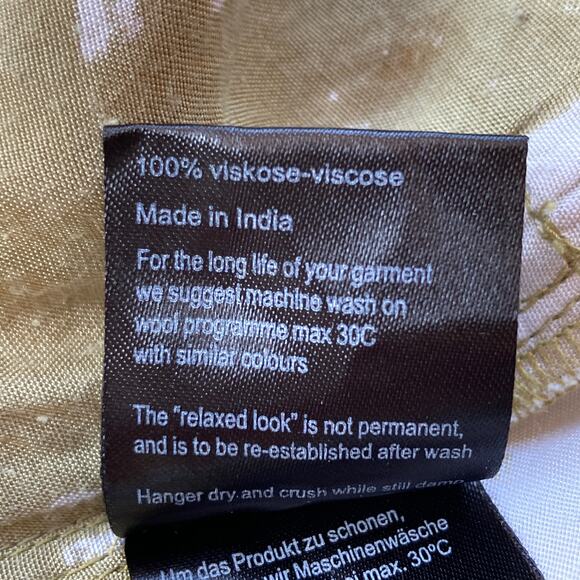 100% viskose-viscose
Made in India
For the long life of your garment
we suggest machine wash on
wool programme max 30C
with similar colours
The "relaxed look" is not permanent,
and is to be re-established after wash
Hanger dry and crush while still damp
Um das Produkt zu schonen,
wir Maschinenwäsche
max. 30°C